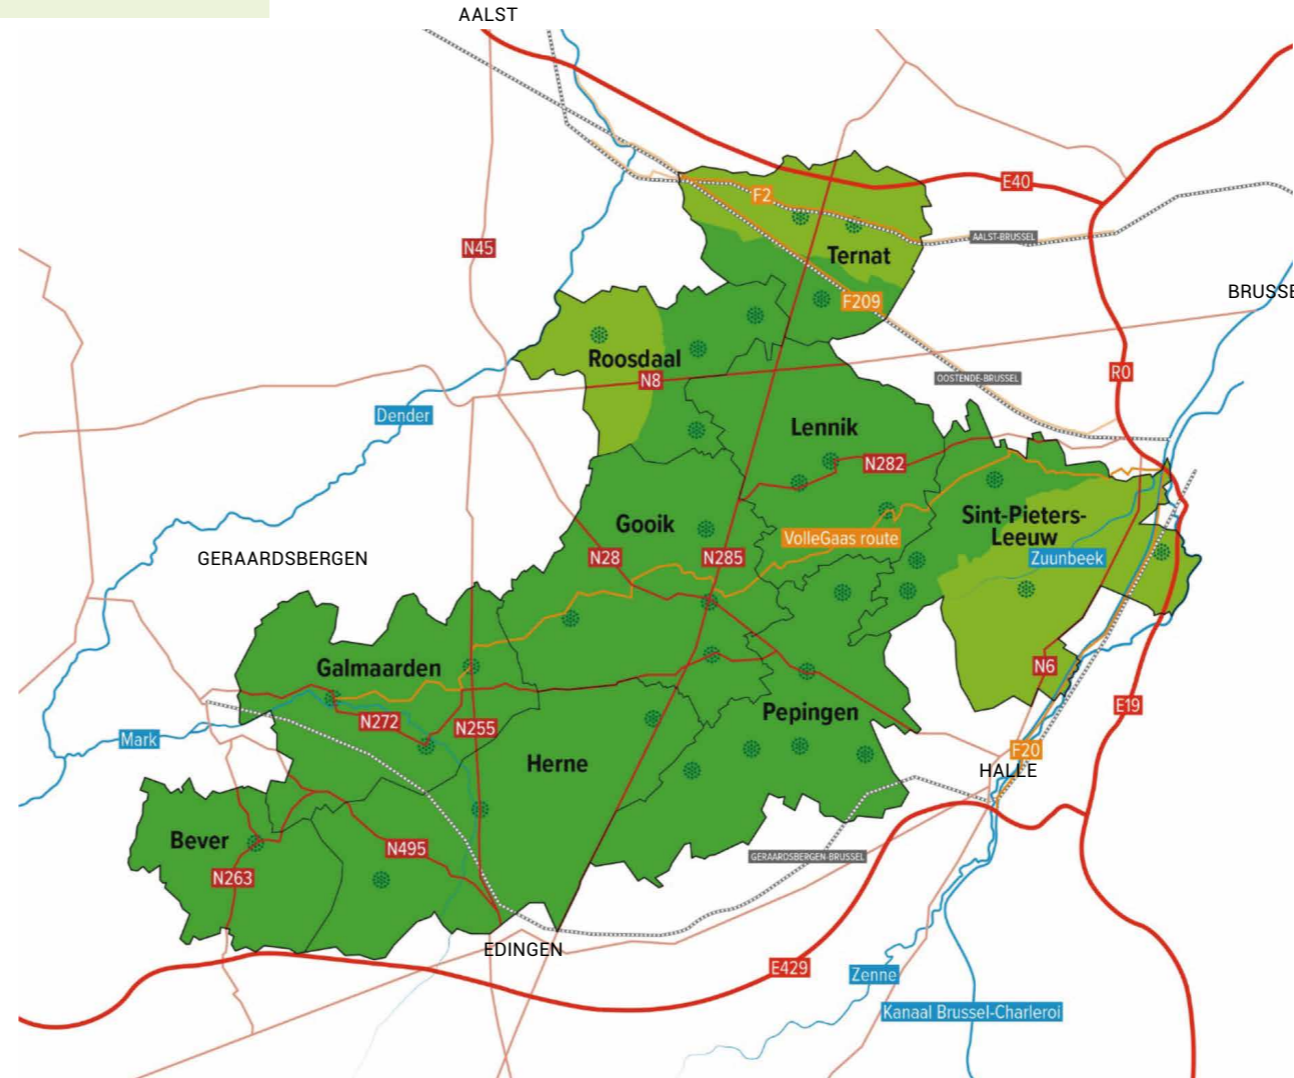 AALST
E40
F2
AALST-BRUSSEL
N45
Ternat
BRUSSE
F209
Roosdaal
N8
R0
OOSTENDE-BRUSSEL
Dender
Lennik
N282
Gooik
Sint-Pieters-
Leeuw
VolleGaas route
GERAARDSBERGEN
N28
N285
Zuunbeek
Galmaarden
N6
N272
N255
Pepingen
E19
Mark
F20
Herne
HALLE
Bever
N495
GERAARDSBERGEN-BRUSSEL
N263
EDINGEN
E429
Zenne
Kanaal Brussel-Charleroi